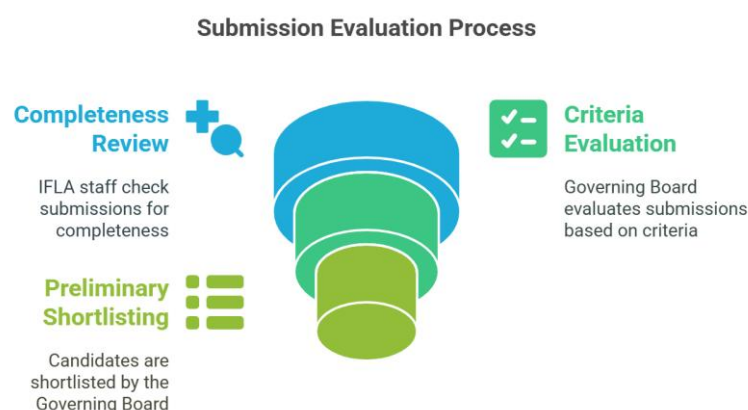 Submission Evaluation Process
Completeness
Review
IFLA staff check
submissions for
completeness
Criteria
Evaluation
Governing Board
evaluates submissions
based on criteria
Preliminary
Shortlisting
Candidates are
shortlisted by the
Governing Board